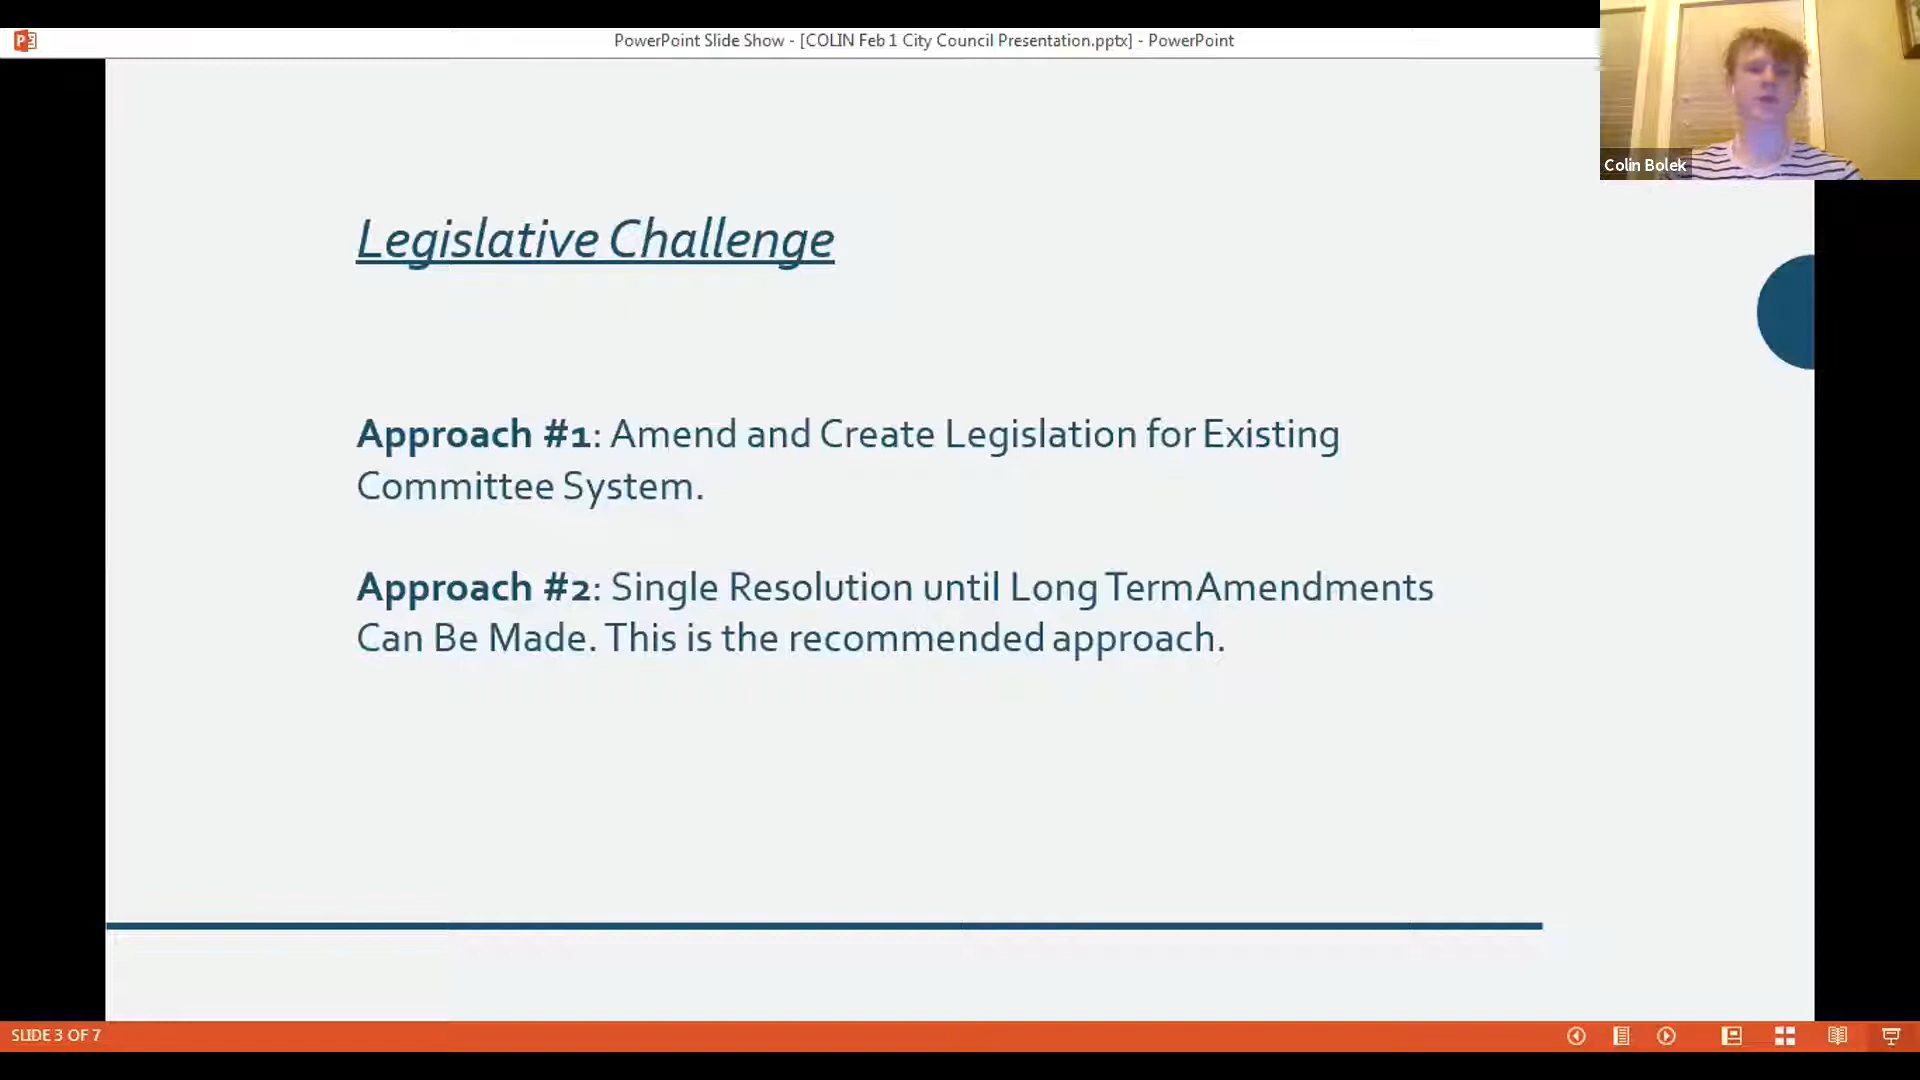 PowerPoint Slide Show - [COLIN Feb 1 City Council Presentation.pptx] - PowerPoint
Colin Bolek
Legislative Challenge
Approach #1: Amend and Create Legislation for Existing
Committee System.
Approach #2: Single Resolution until Long Term Amendments
Can Be Made. This is the recommended approach.
SLIDE 3 OF 7